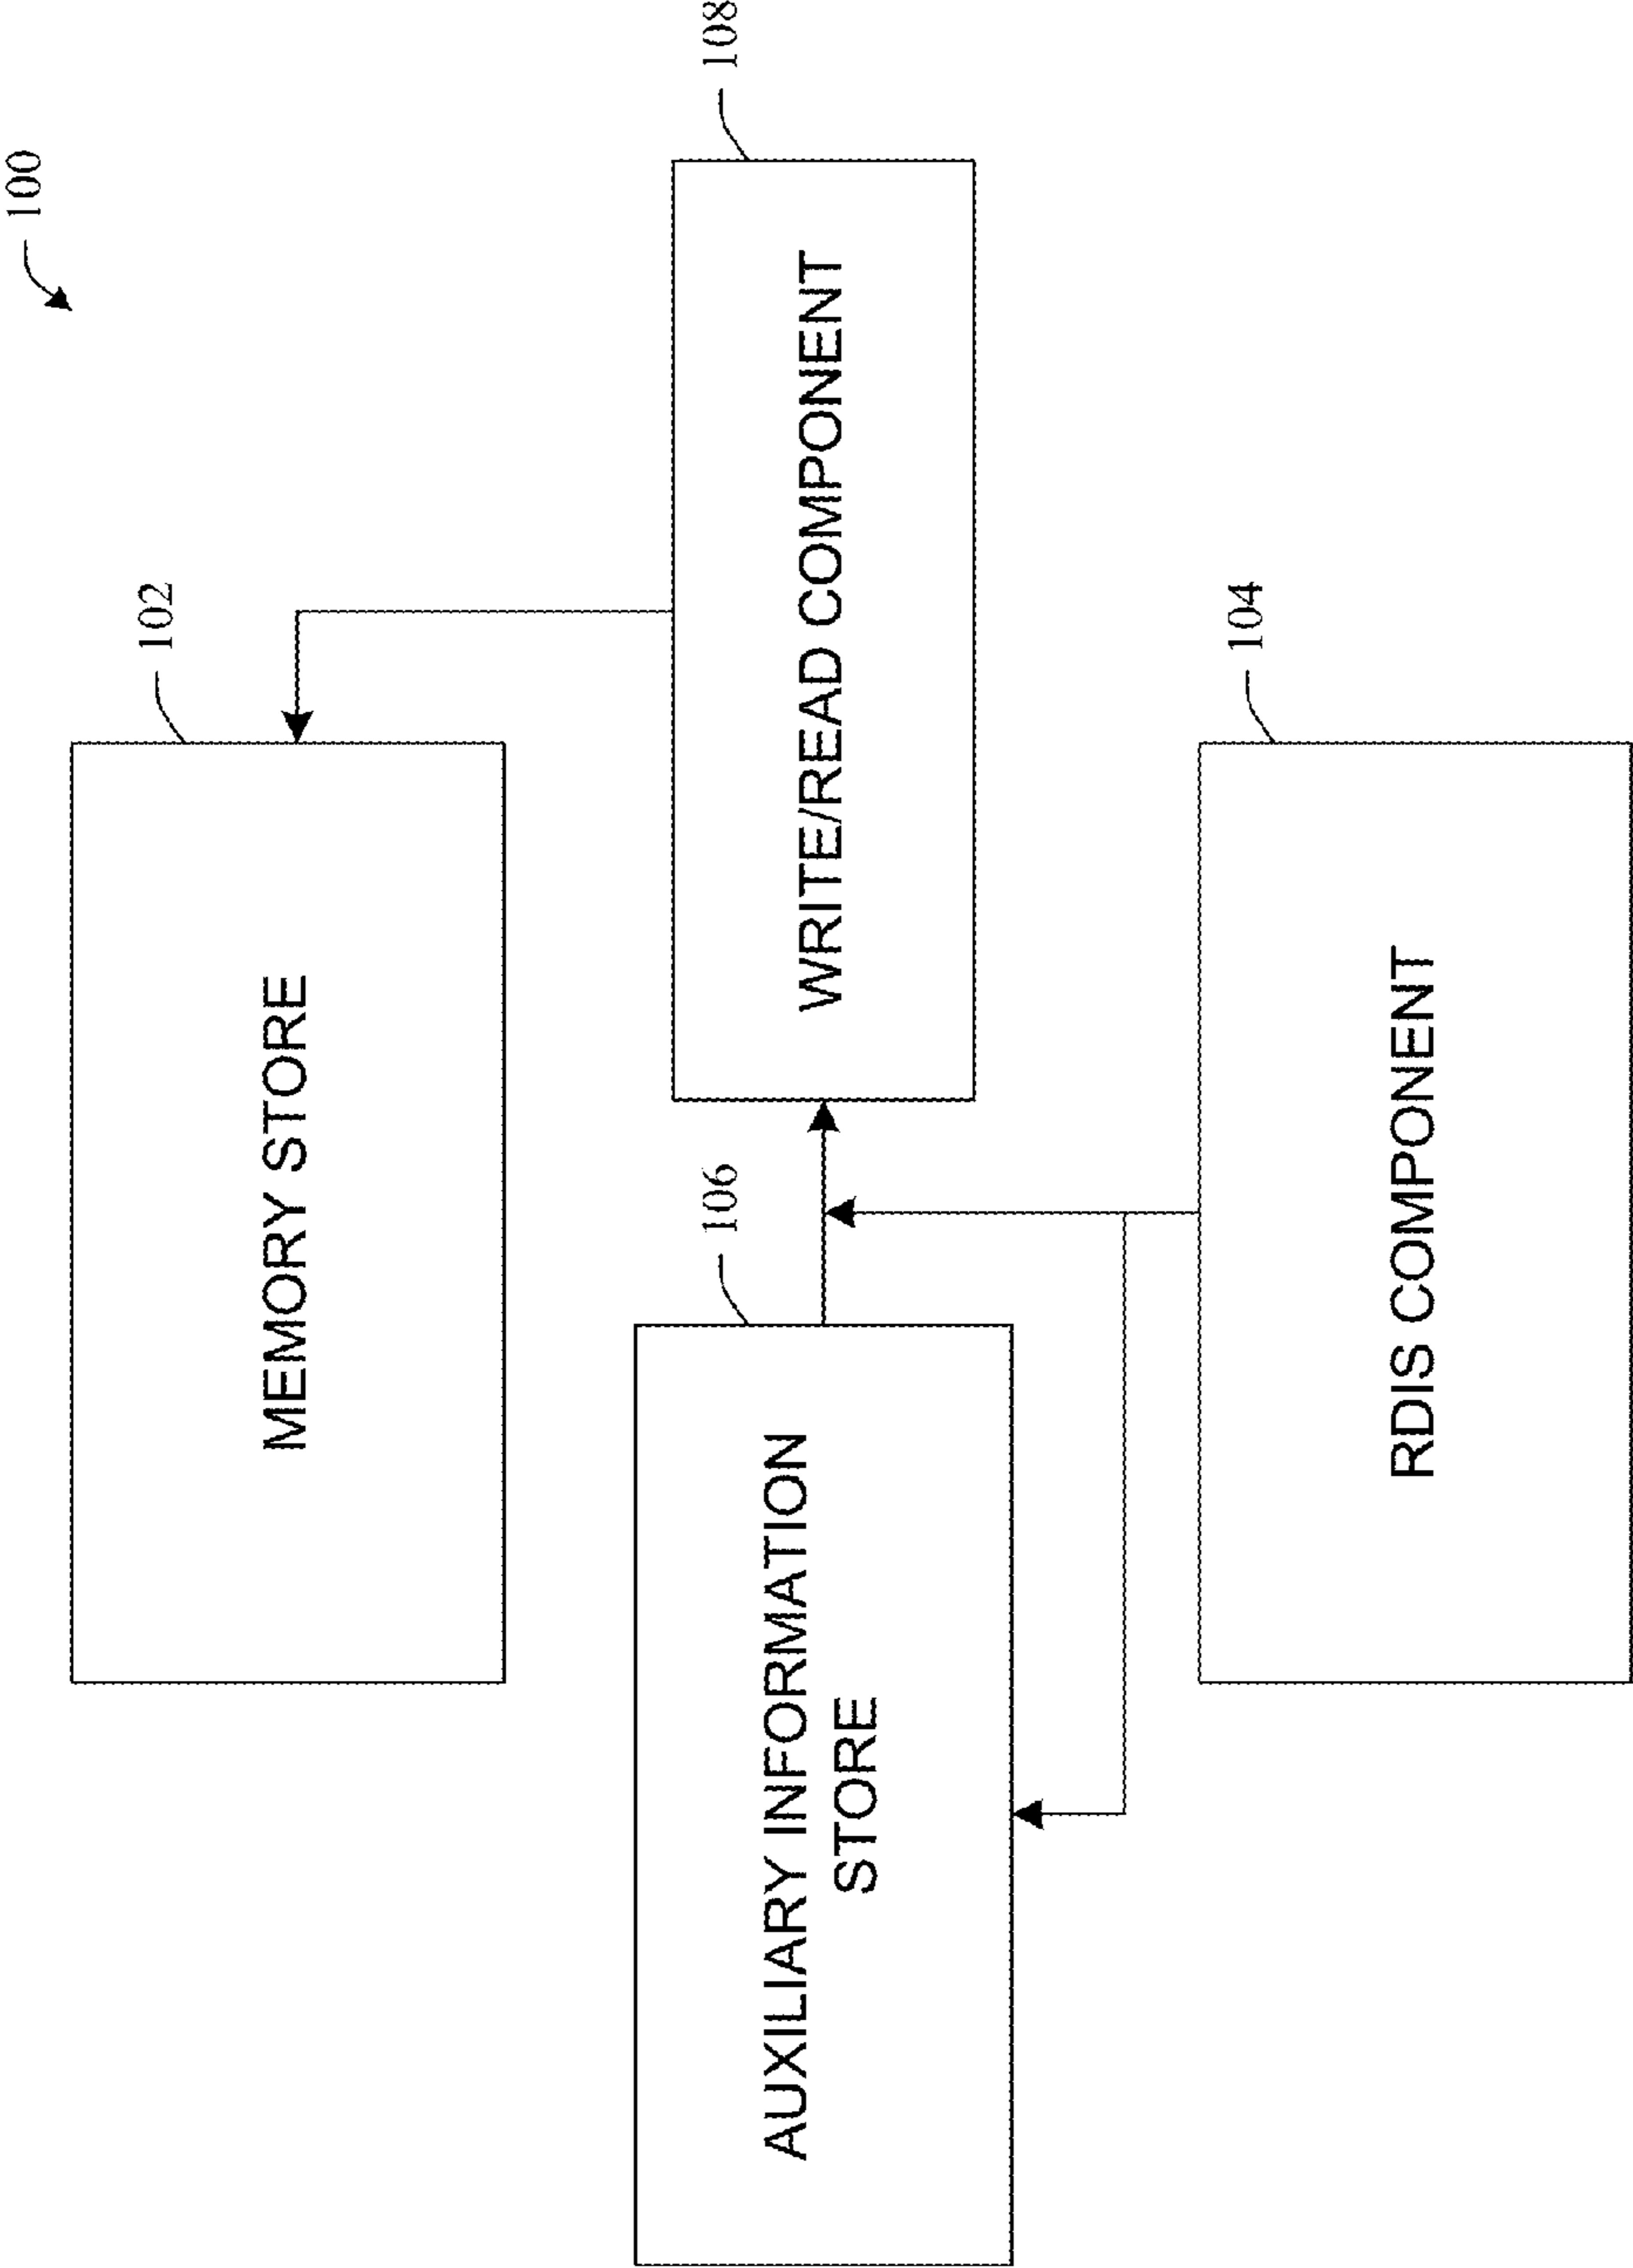 100
102
MEMORY STORE
108
106
WRITE/READ COMPONENT
AUXILIARY INFORMATION
STORE
104
RDIS COMPONENT